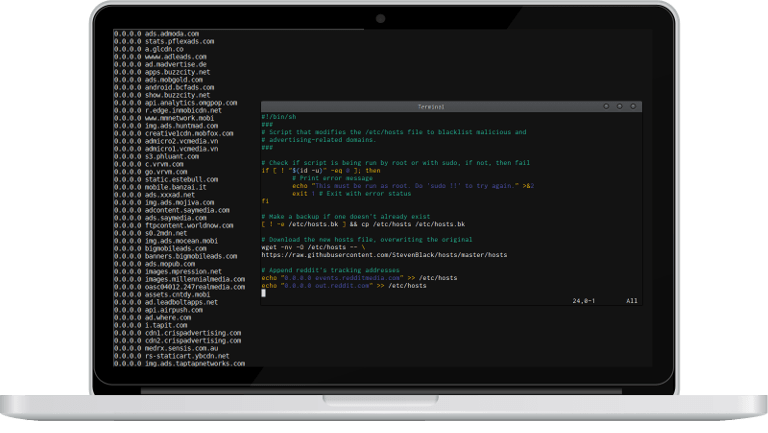 0.0.0.0 ads.admoda.com
0.0.0.0 stats.pflexads.com
0.0.0.0 a.glcdn.co
0.0.0.0 wwww.adleads.com
0.0.0.0 ad.madvertise.de
0.0.0.0 apps.buzzcity.net
0.0.0.0 ads.mobgold.com
0.0.0.0 android.bcfads.com
0.0.0.0 show.buzzcity.net
0.0.0.0 api.analytics.omgpop.com
0.0.0.0 r.edge.inmobicdn.net
0.0.0.0 www.mmnetwork.mobi
0.0.0.0 img.ads.huntmad.com
0.0.0.0 creative1cdn.mobfox.com
0.0.0.0 admicro2.vcmedia.vn
0.0.0.0 admicro1.vcmedia.vn
0.0.0.0 s3.phluant.com
0.0.0.0 c.vrvm.com
0.0.0.0 go.vrvm.com
0.0.0.0 static.estebull.com
0.0.0.0 mobile.banzai.it
0.0.0.0 ads.xxxad.net
0.0.0.0 img.ads.mojiva.com
0.0.0.0 adcontent.saymedia.com
0.0.0.0 ads.saymedia.com
0.0.0.0 ftpcontent.worldnow.com
0.0.0.0 s0.2mdn.net
0.0.0.0 img.ads.mocean.mobi
0.0.0.0 bigmobileads.com
0.0.0.0 banners.bigmobileads.com
0.0.0.0 ads.mopub.com
0.0.0.0 images.mpression.net
0.0.0.0 images.millennialmedia.com
0.0.0.0 oasc04012.247realmedia.com
0.0.0.0 assets.cntdy.mobi
0.0.0.0 ad.leadboltapps.net
0.0.0.0 api.airpush.com
0.0.0.0 ad.where.com
0.0.0.0 i.tapit.com
0.0.0.0 cdn1.crispadvertising.com
0.0.0.0 cdn2.crispadvertising.com
0.0.0.0 medrx.sensis.com.au
0.0.0.0 rs-staticart.ybcdn.net
0.0.0.0 img.ads.taptapnetworks.com
Terminal
#!/bin/sh
###
# Script that modifies the /etc/hosts file to blacklist malicious and
# advertising-related domains.
###
# Check if script is being run by root or with sudo, if not, then fail
if [ ! "$(id -u)" -eq 0 ]; then
# Print error message
echo "This must be run as root. Do 'sudo !!' to try again." >&2
exit 1 # Exit with error status
fi
# Make a backup if one doesn't already exist
[ ! -e /etc/hosts.bk ] && cp /etc/hosts /etc/hosts.bk
# Download the new hosts file, overwriting the original
wget -nv -O /etc/hosts -- \
https://raw.githubusercontent.com/StevenBlack/hosts/master/hosts
# Append reddit's tracking addresses
echo "0.0.0.0 events.redditmedia.com" >> /etc/hosts
echo "0.0.0.0 out.reddit.com" >> /etc/hosts
24,0-1 All